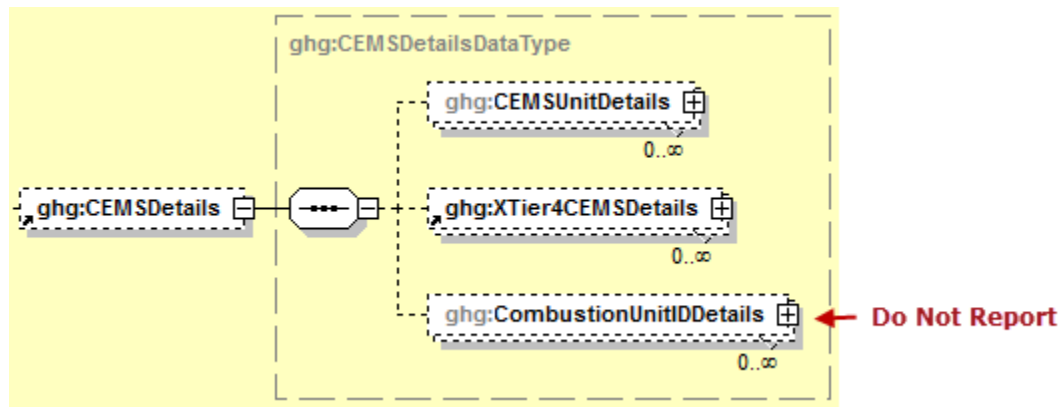 ghg:CEMSDetailsDataType
ghg:CEMSUnitDetails
0..∞
ghg:CEMSDetails
ghg:XTier4CEMSDetails
0..∞
ghg:CombustionUnitIDDetails
Do Not Report
0..∞